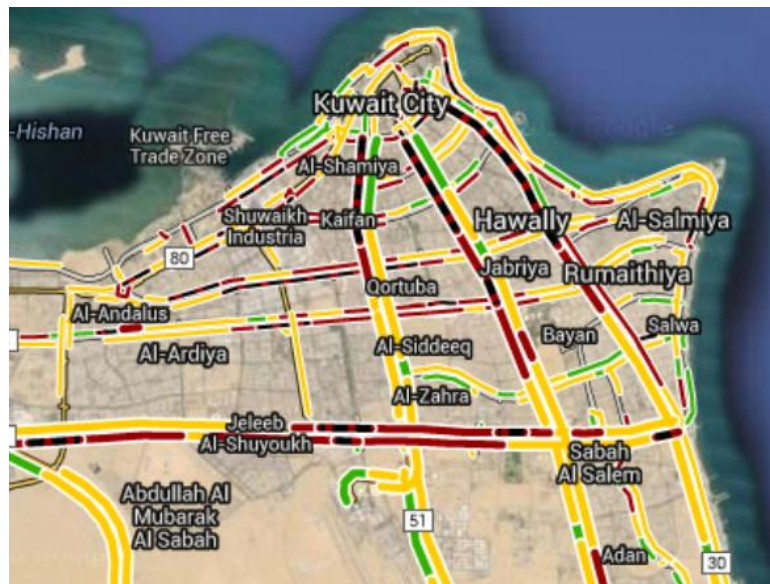 Kuwait City
-Hishan
Kuwait Free
Trade Zone
Al-Shamiya
Shuwaikh
Industria
Kaifan
Hawally
Al-Salmiya
80
Jabriya
Rumaithiya
Qortuba
Al-Andalus
Bayan
Salwa
Al-Ardiya
Al-Siddeeq
Al-Zahra
Jeleeb
Al-Shuyoukh
Sabah
Al Salem
Abdullah Al
Mubarak
Al Sabah
51
Adan
30